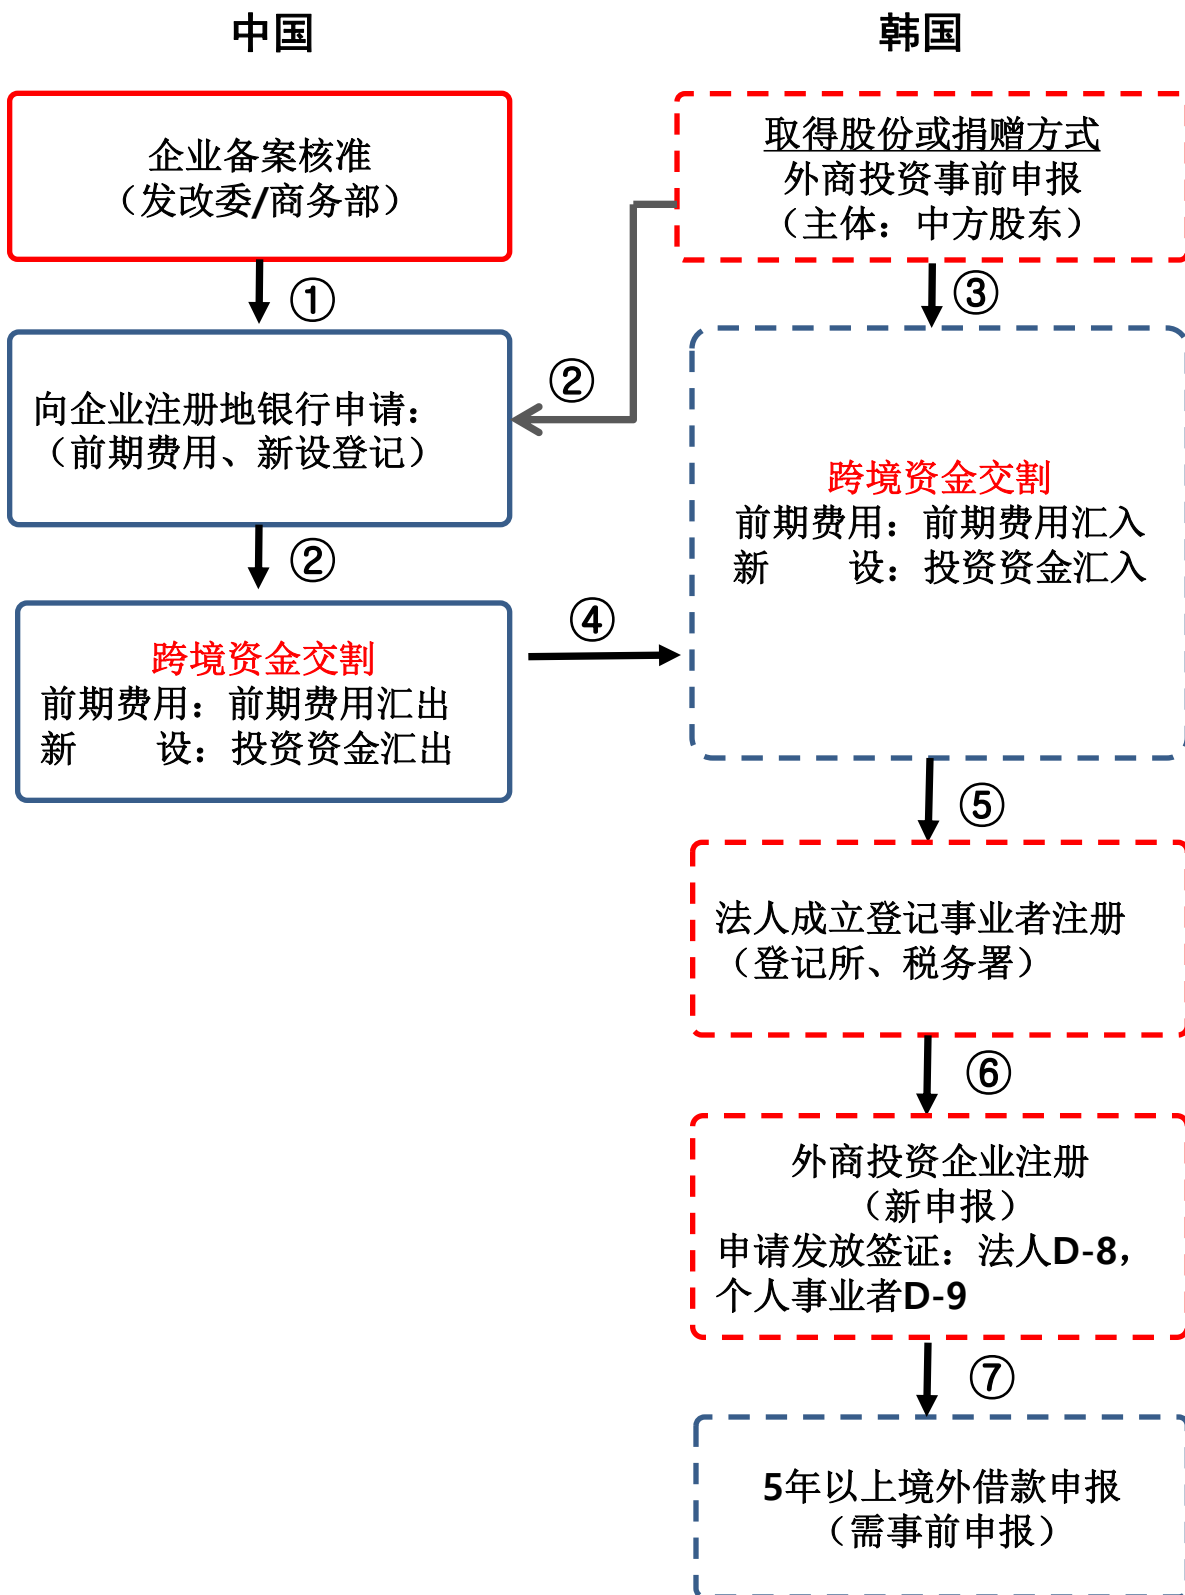 中国
韩国
企业备案核准
（发改委/商务部）
取得股份或捐赠方式
外商投资事前申报
（主体：中方股东）
①
③
②
向企业注册地银行申请：
（前期费用、新设登记）
②
跨境资金交割
前期费用：前期费用汇入
新 设：投资资金汇入
④
跨境资金交割
前期费用：前期费用汇出
新 设：投资资金汇出
⑤
法人成立登记事业者注册
（登记所、税务署）
⑥
外商投资企业注册
（新申报）
申请发放签证：法人D-8，
个人事业者D-9
⑦
5年以上境外借款申报
（需事前申报）